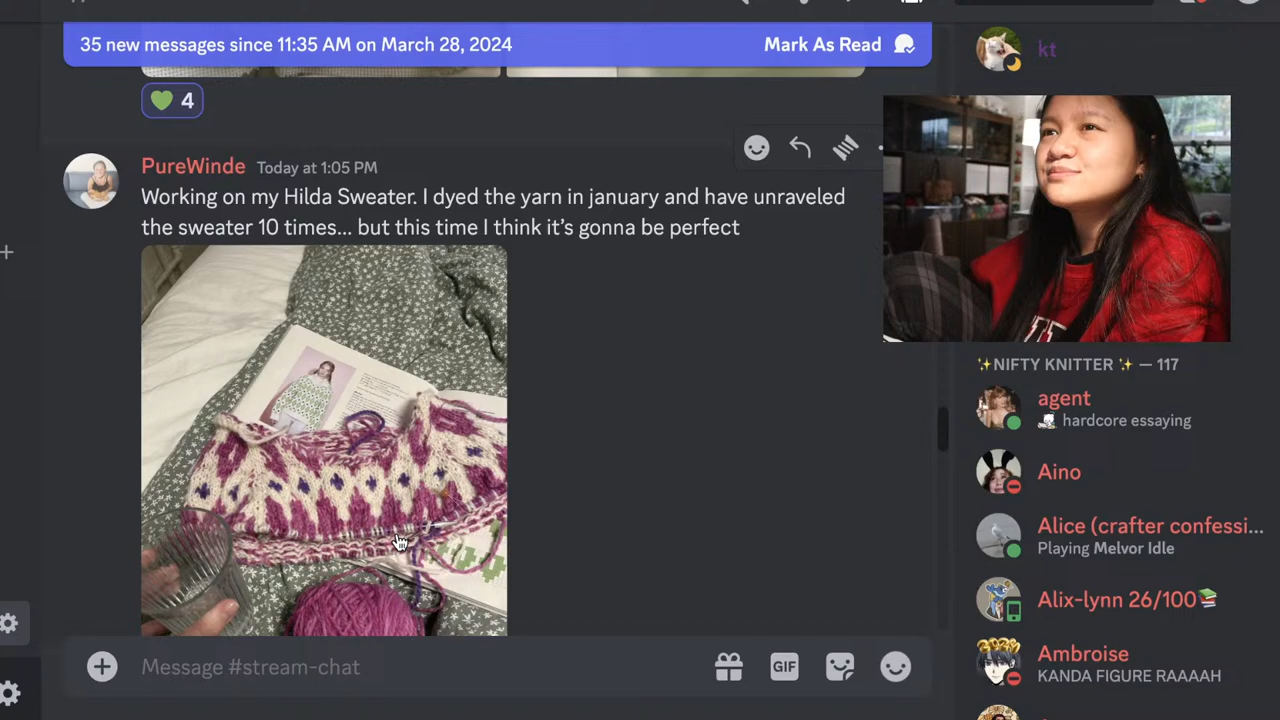 35 new messages since 11:35 AM on March 28, 2024
Mark As Read
kt
4
PureWinde Today at 1:05 PM
Working on my Hilda Sweater. I dyed the yarn in january and have unraveled
the sweater 10 times... but this time I think it's gonna be perfect
✨NIFTY KNITTER ✨ — 117
agent
hardcore essaying
Aino
Alice (crafter confessi...
Playing Melvor Idle
Alix-lynn 26/100📚
Ambroise
KANDA FIGURE RAAAAH
Message #stream-chat
GIF